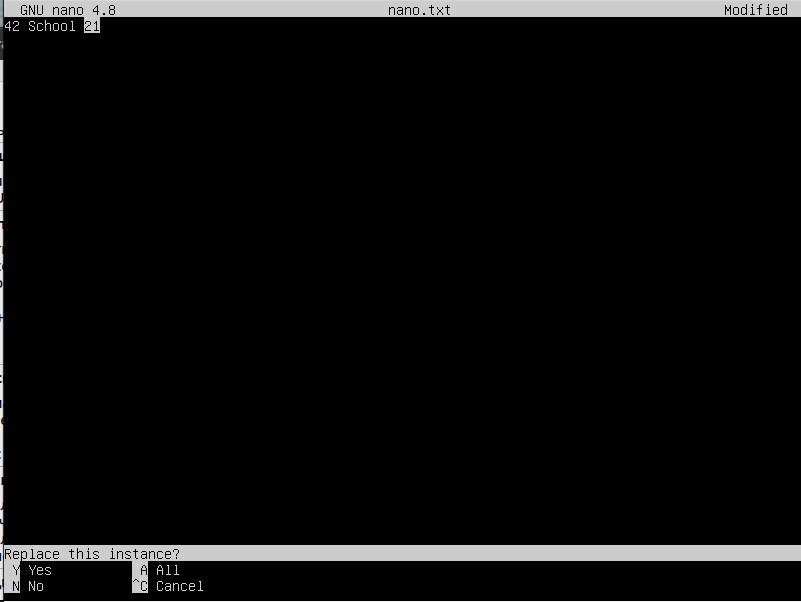 GNU nano 4.8 nano.txt Modified
42 School 21
Replace this instance?
Y Yes A All
N No ^C Cancel